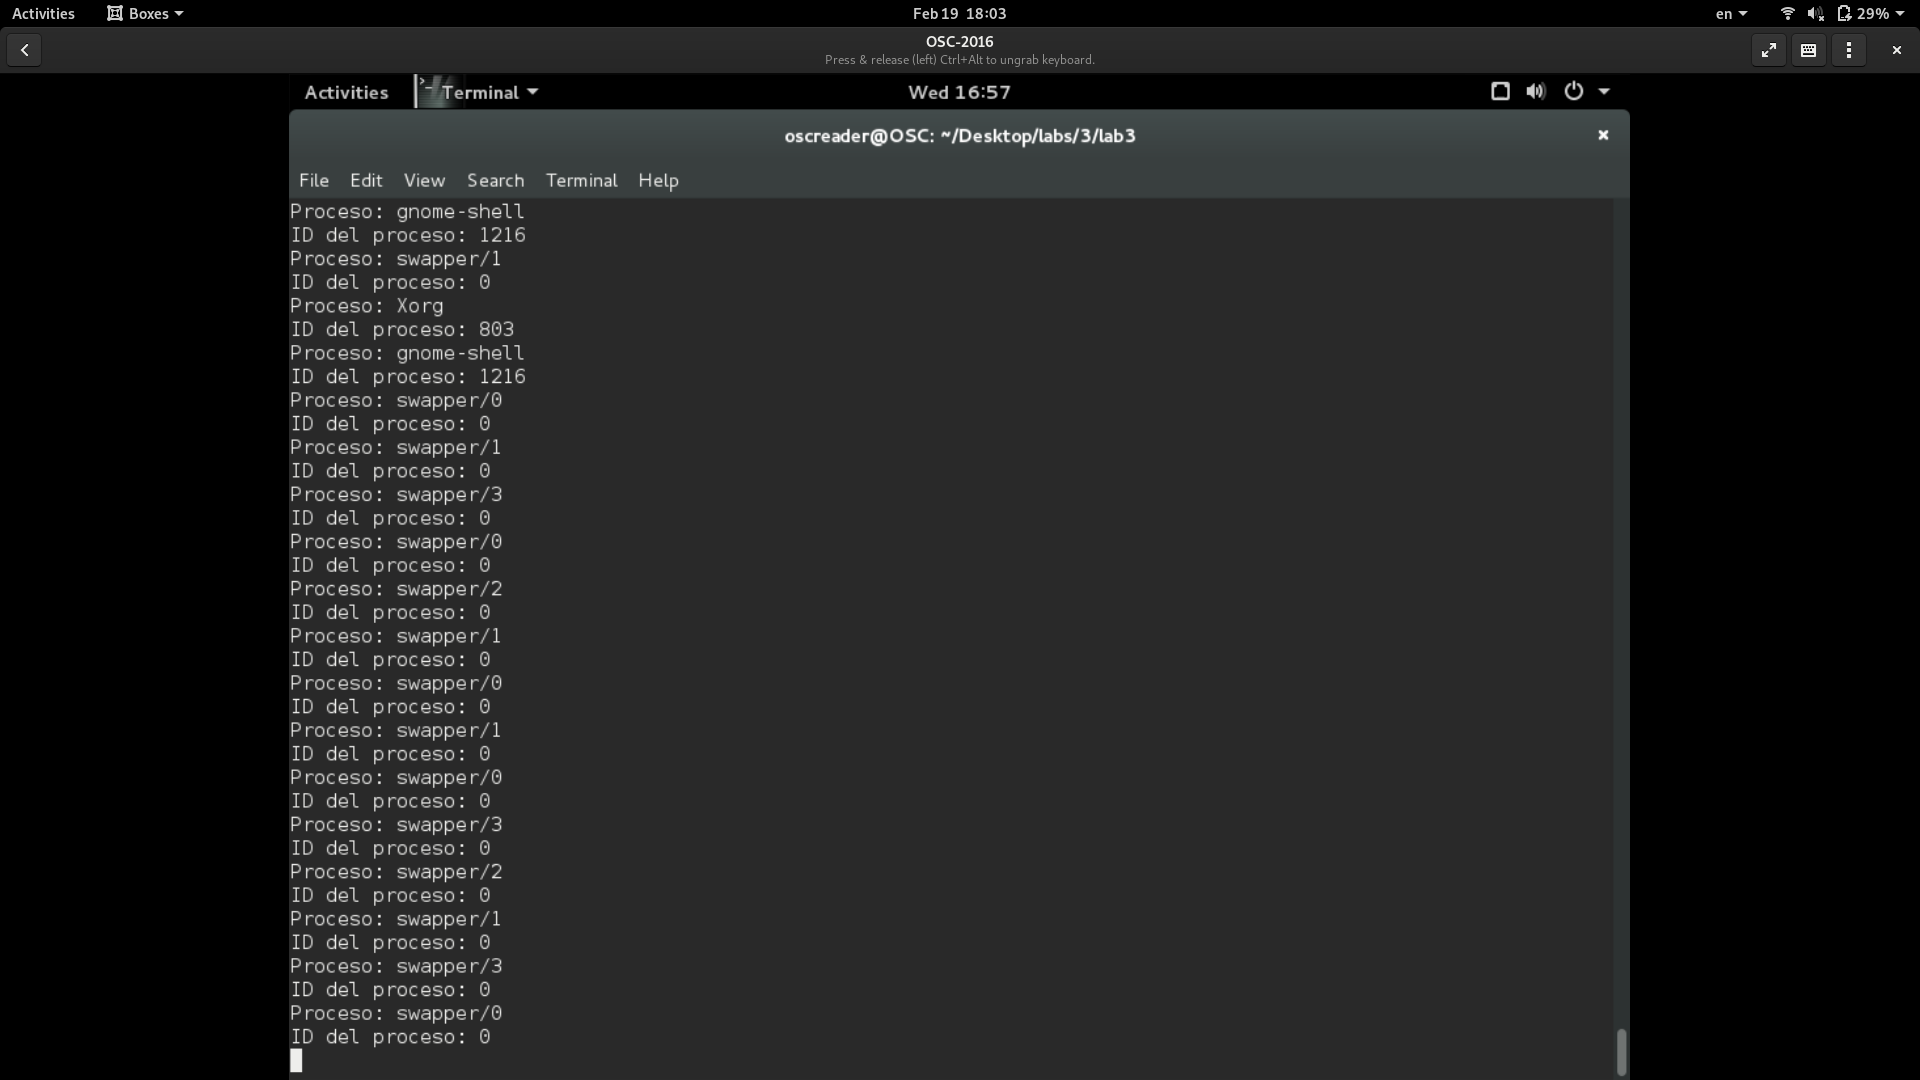 Activities Boxes Feb 19 18:03 en 29%
OSC-2016
Press & release (left) Ctrl+Alt to ungrab keyboard.
Activities Terminal Wed 16:57
oscreader@OSC: ~/Desktop/labs/3/lab3
File Edit View Search Terminal Help
Proceso: gnome-shell
ID del proceso: 1216
Proceso: swapper/1
ID del proceso: 0
Proceso: Xorg
ID del proceso: 803
Proceso: gnome-shell
ID del proceso: 1216
Proceso: swapper/0
ID del proceso: 0
Proceso: swapper/1
ID del proceso: 0
Proceso: swapper/3
ID del proceso: 0
Proceso: swapper/0
ID del proceso: 0
Proceso: swapper/2
ID del proceso: 0
Proceso: swapper/1
ID del proceso: 0
Proceso: swapper/0
ID del proceso: 0
Proceso: swapper/1
ID del proceso: 0
Proceso: swapper/0
ID del proceso: 0
Proceso: swapper/3
ID del proceso: 0
Proceso: swapper/2
ID del proceso: 0
Proceso: swapper/1
ID del proceso: 0
Proceso: swapper/3
ID del proceso: 0
Proceso: swapper/0
ID del proceso: 0